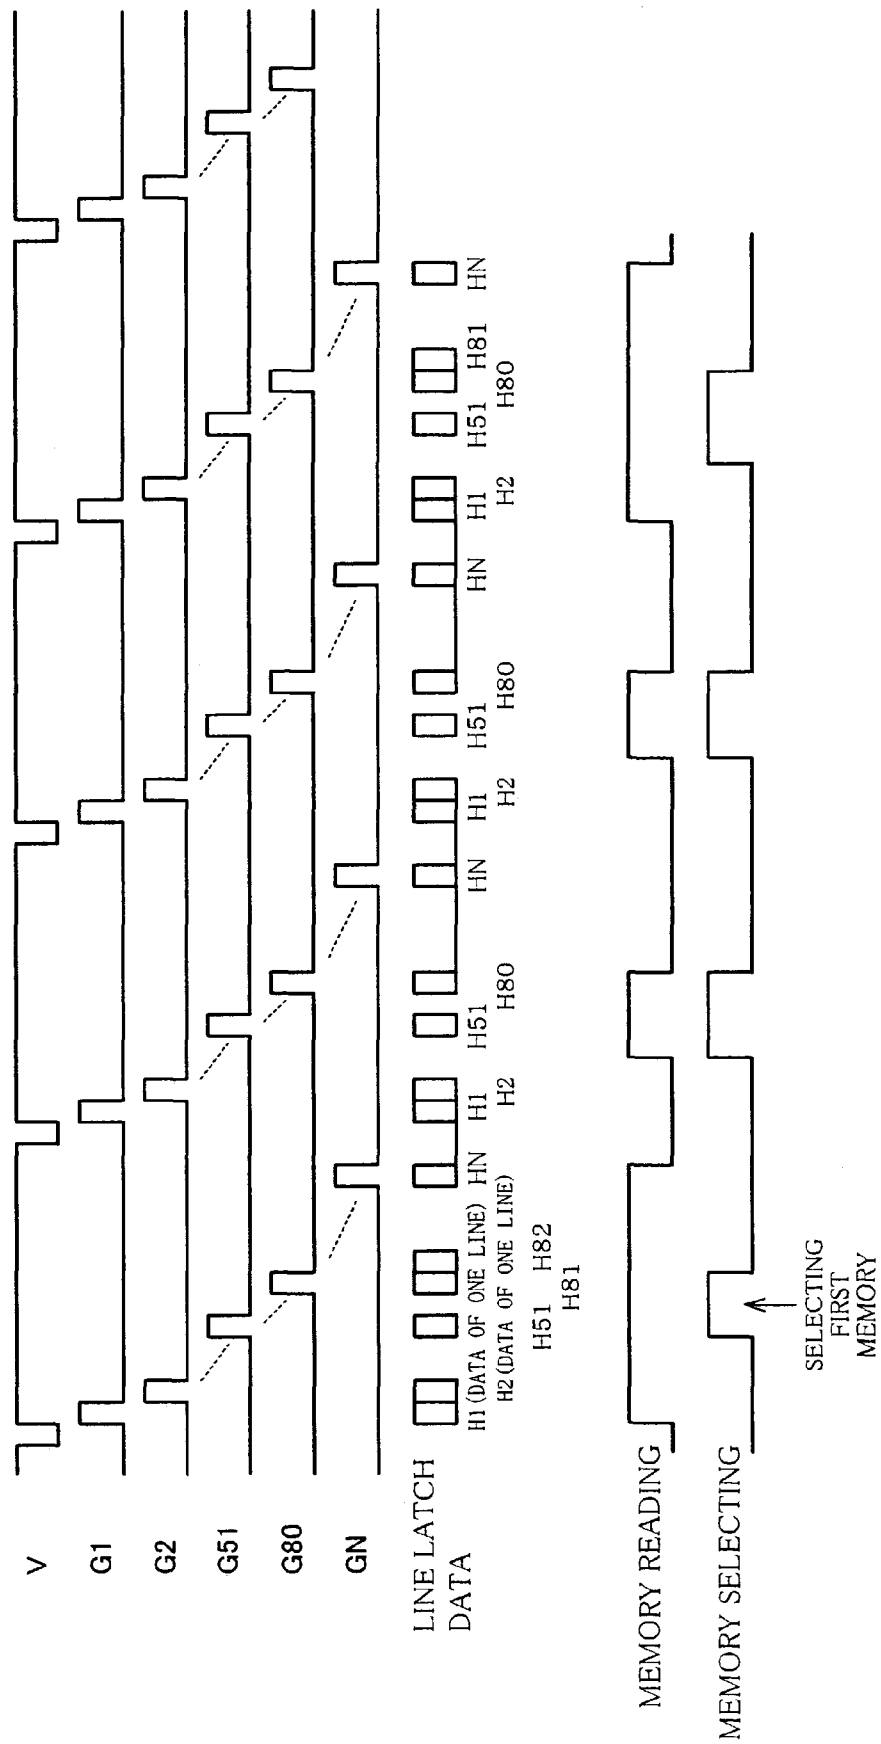 V
G1
G2
G51
G80
GN
LINE LATCH
DATA
H1(DATA OF ONE LINE) HN H1 H51 HN H1 H51 HN H1 H51 H81 HN
H2(DATA OF ONE LINE) H2 H80 H2 H80 H2 H80
H51 H82
H81
MEMORY READING
MEMORY SELECTING
SELECTING
FIRST
MEMORY